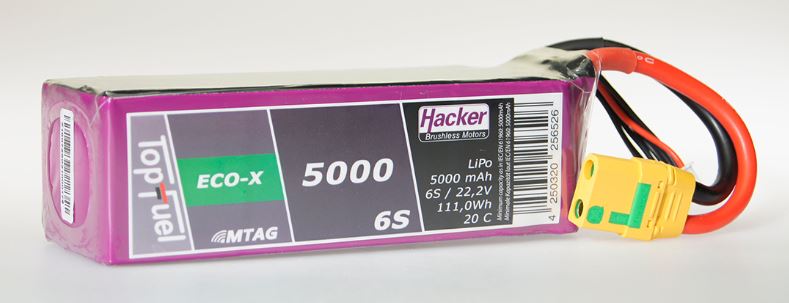 TopFuel
ECO-X
MTAG
5000
6S
Hacker
Brushless Motors
LiPo
5000 mAh
6S / 22,2V
111,0Wh
20 C
4 250320 256526